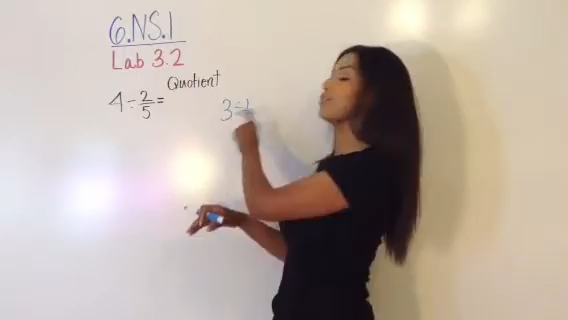 6.NS.1
Lab 3.2
Quotient
4 ÷ 2/5 =
3 ÷ 1